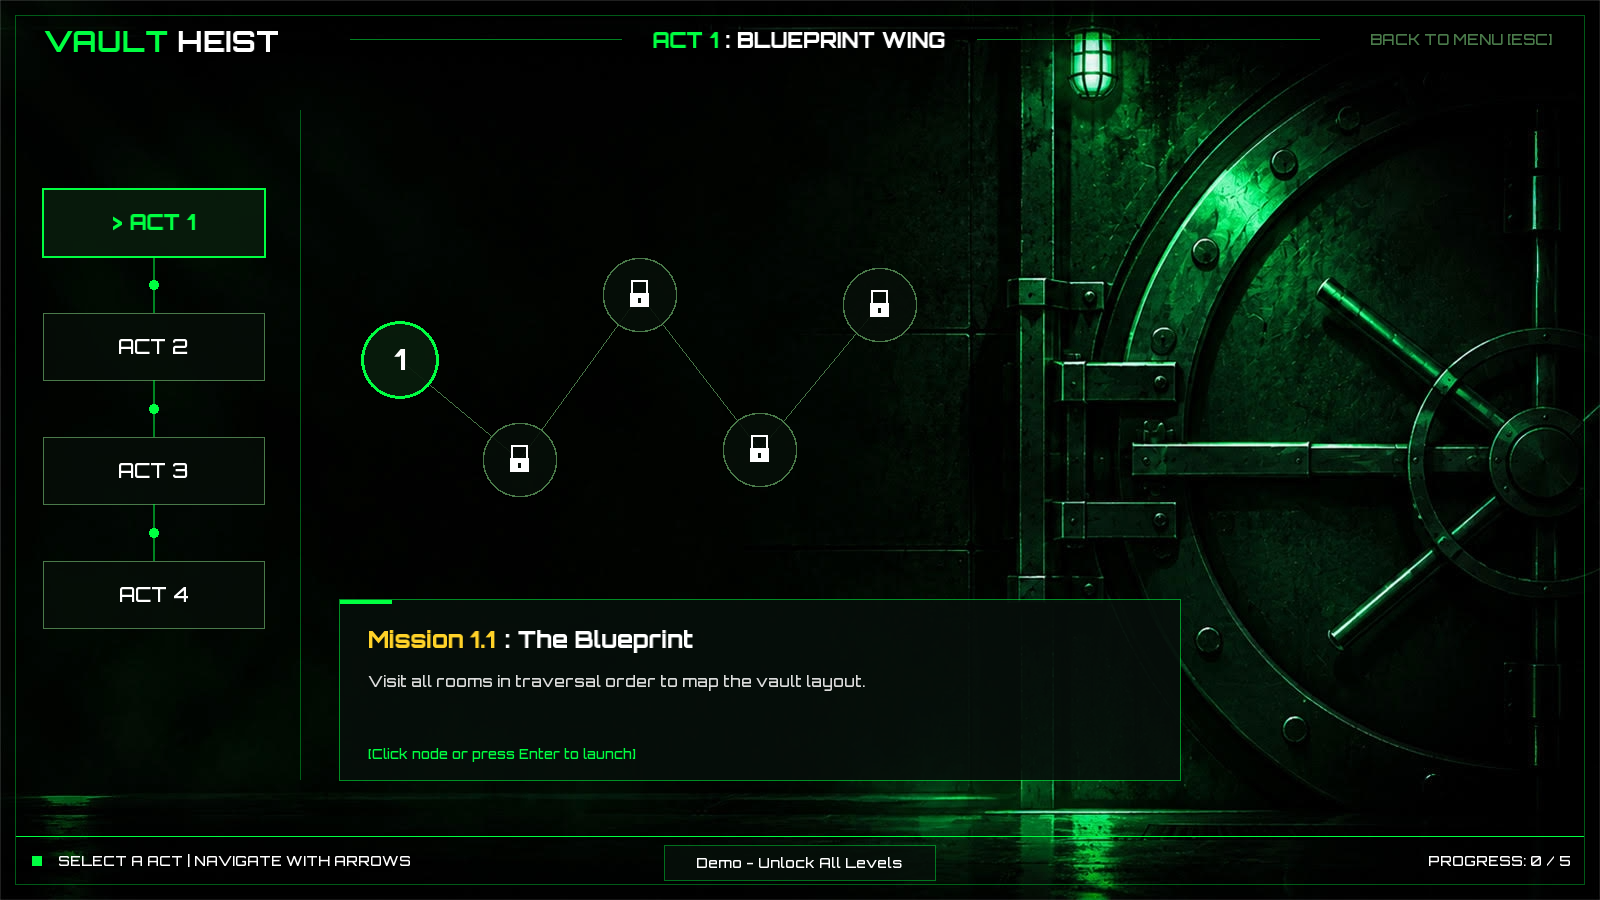 VAULT HEIST
ACT 1 : BLUEPRINT WING
BACK TO MENU [ESC]
> ACT 1
ACT 2
ACT 3
ACT 4
1
Mission 1.1 : The Blueprint
Visit all rooms in traversal order to map the vault layout.
[Click node or press Enter to launch]
SELECT A ACT | NAVIGATE WITH ARROWS
Demo - Unlock All Levels
PROGRESS: 0 / 5